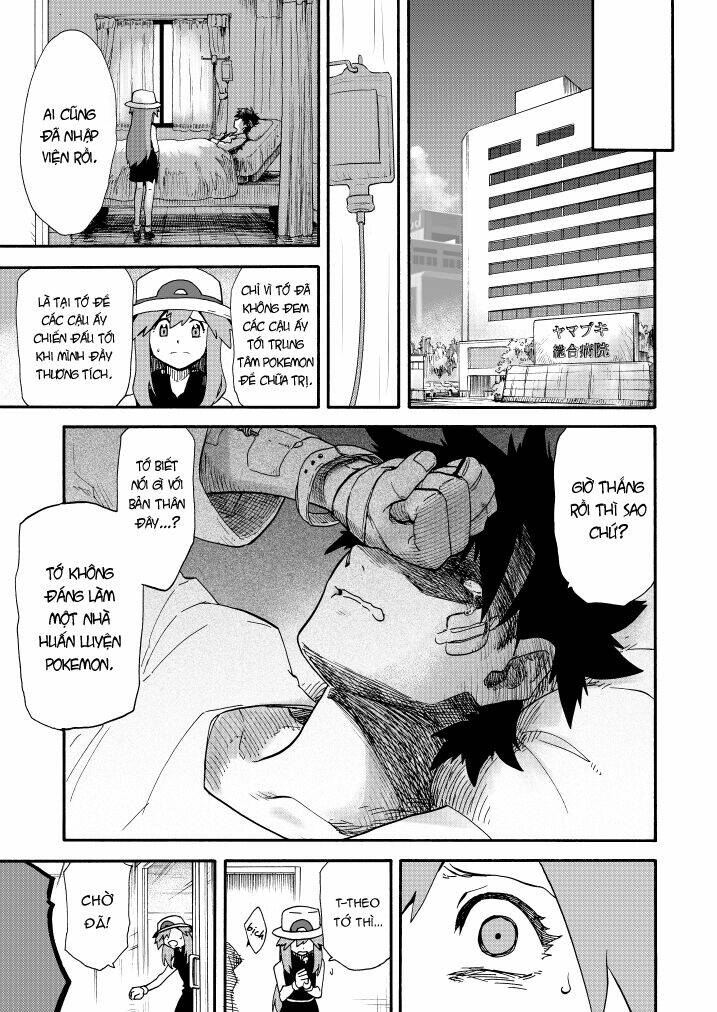 ヤマブキ
総合病院
AI CŨNG
ĐÃ NHẬP
VIỆN RỒI.
CHỈ VÌ TỚ ĐÃ
KHÔNG ĐEM
CÁC CẬU ẤY
TỚI TRUNG
TÂM POKEMON
ĐỂ CHỮA TRỊ.
LÀ TẠI TỚ ĐỂ
CÁC CẬU ẤY
CHIẾN ĐẤU TỚI
KHI MÌNH ĐẦY
THƯƠNG TÍCH.
GIỜ THÁNG
RỒI THÌ SAO
CHỨ?
TỚ BIẾT
NÓI GÌ VỚI
BẢN THÂN
ĐÂY...?
TỚ KHÔNG
ĐÁNG LÀM
MỘT NHÀ
HUẤN LUYỆN
POKEMON.
T-THEO
TỚ THÌ...
bịch
CHỜ
ĐÃ!